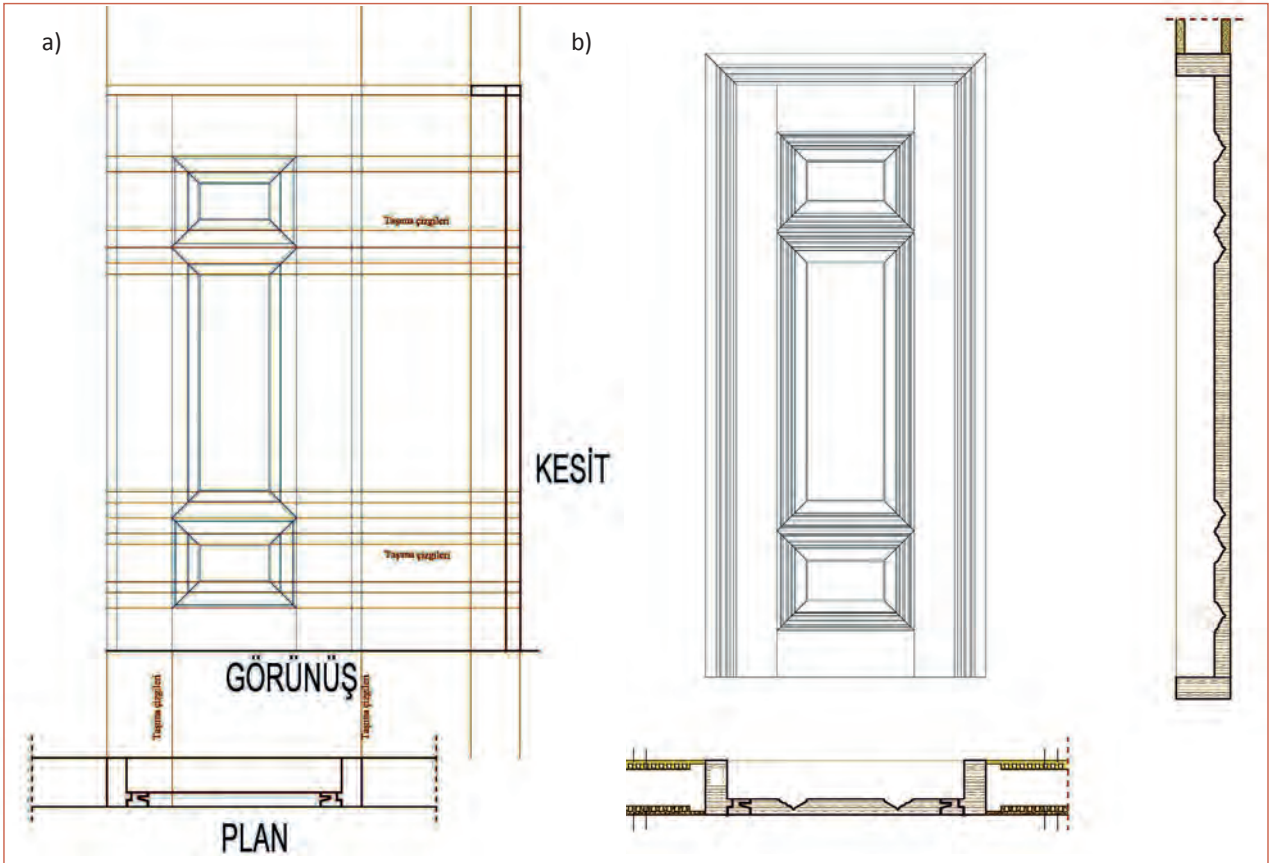 a)
b)
Taşıma çizgileri
KESİT
Taşıma çizgileri
GÖRÜNÜŞ
Taşıma çizgileri
Taşıma çizgileri
PLAN